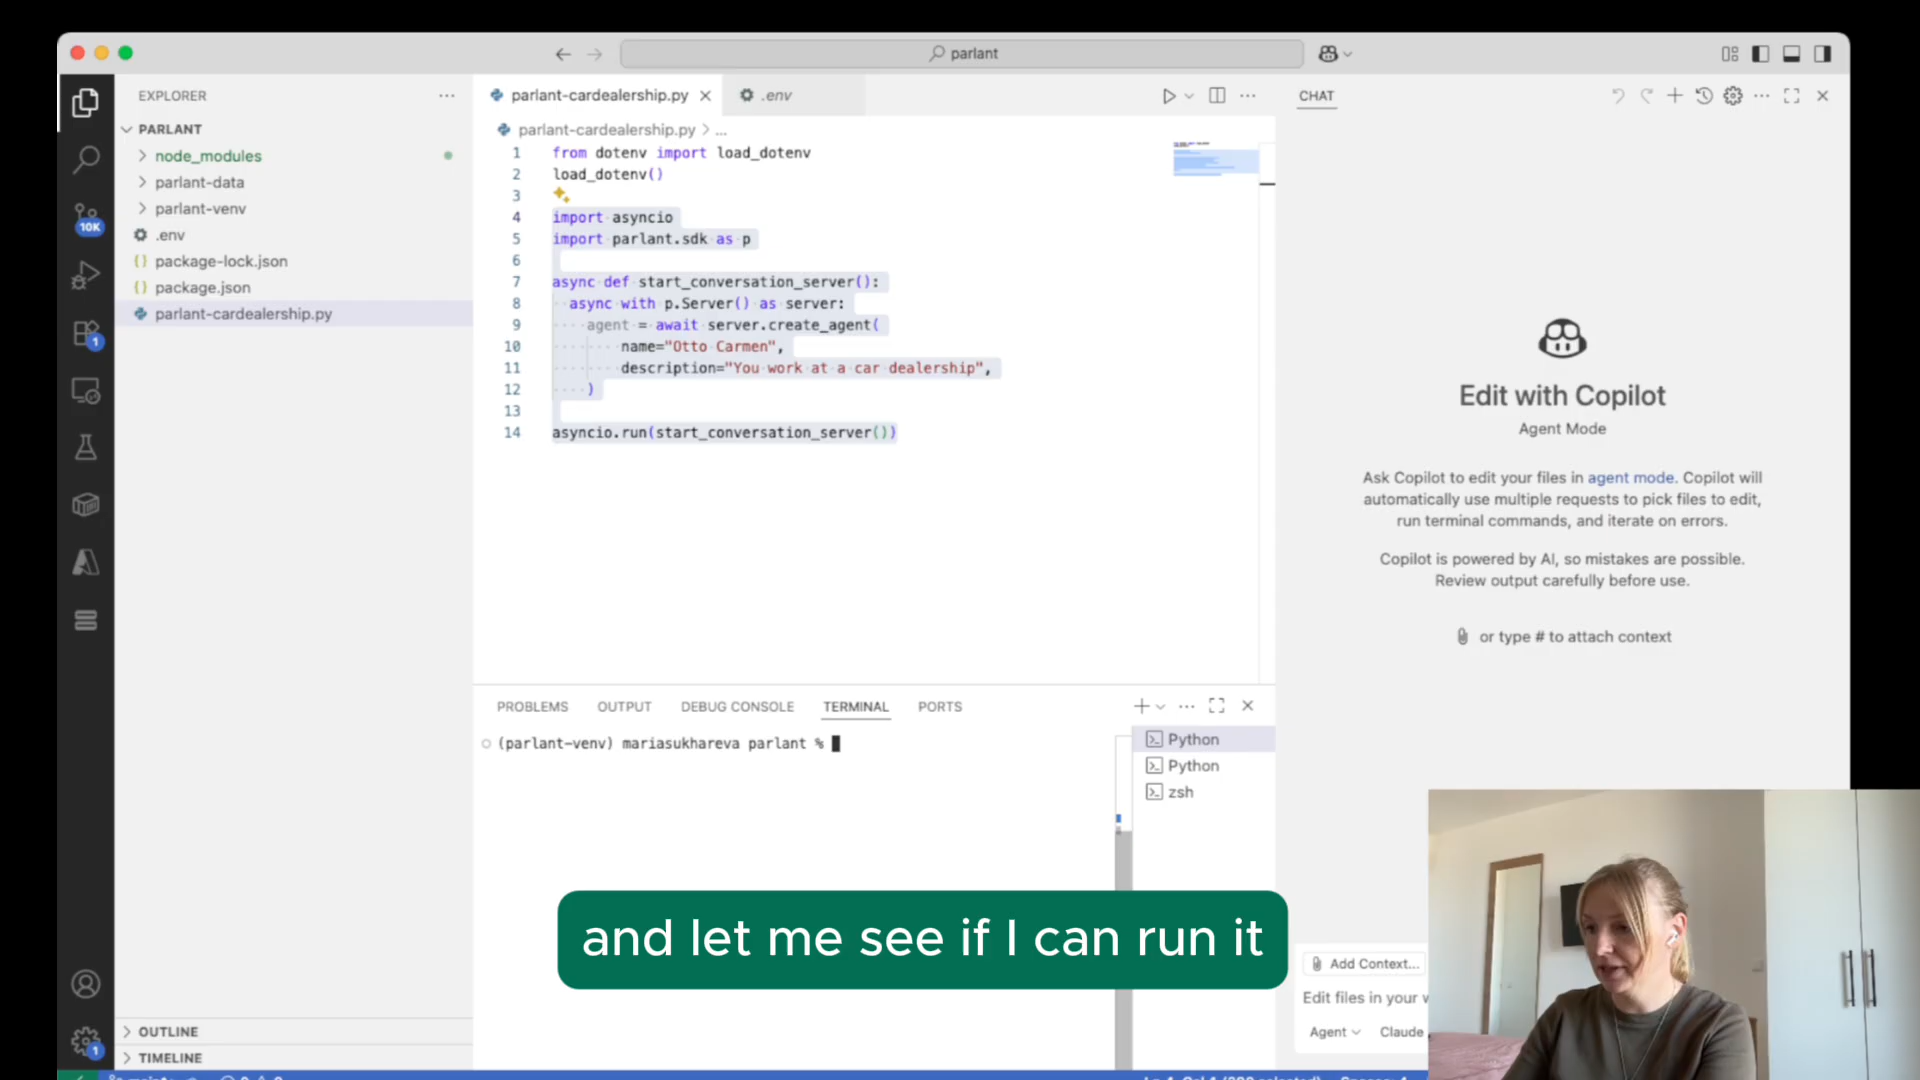 parlant
EXPLORER
PARLANT
node_modules
parlant-data
parlant-venv
.env
package-lock.json
package.json
parlant-cardealership.py
OUTLINE
TIMELINE
10K
1
1
parlant-cardealership.py
.env
parlant-cardealership.py > ...
1 from dotenv import load_dotenv
2 load_dotenv()
3
4 import asyncio
5 import parlant.sdk as p
6
7 async def start_conversation_server():
8 async with p.Server() as server:
9 agent = await server.create_agent(
10 name="Otto Carmen",
11 description="You work at a car dealership",
12 )
13
14 asyncio.run(start_conversation_server())
PROBLEMS OUTPUT DEBUG CONSOLE TERMINAL PORTS
(parlant-venv) mariasukhareva parlant %
Python
Python
zsh
CHAT
Edit with Copilot
Agent Mode
Ask Copilot to edit your files in agent mode. Copilot will
automatically use multiple requests to pick files to edit,
run terminal commands, and iterate on errors.
Copilot is powered by AI, so mistakes are possible.
Review output carefully before use.
or type # to attach context
Add Context...
Edit files in your
Agent Claude
and let me see if I can run it